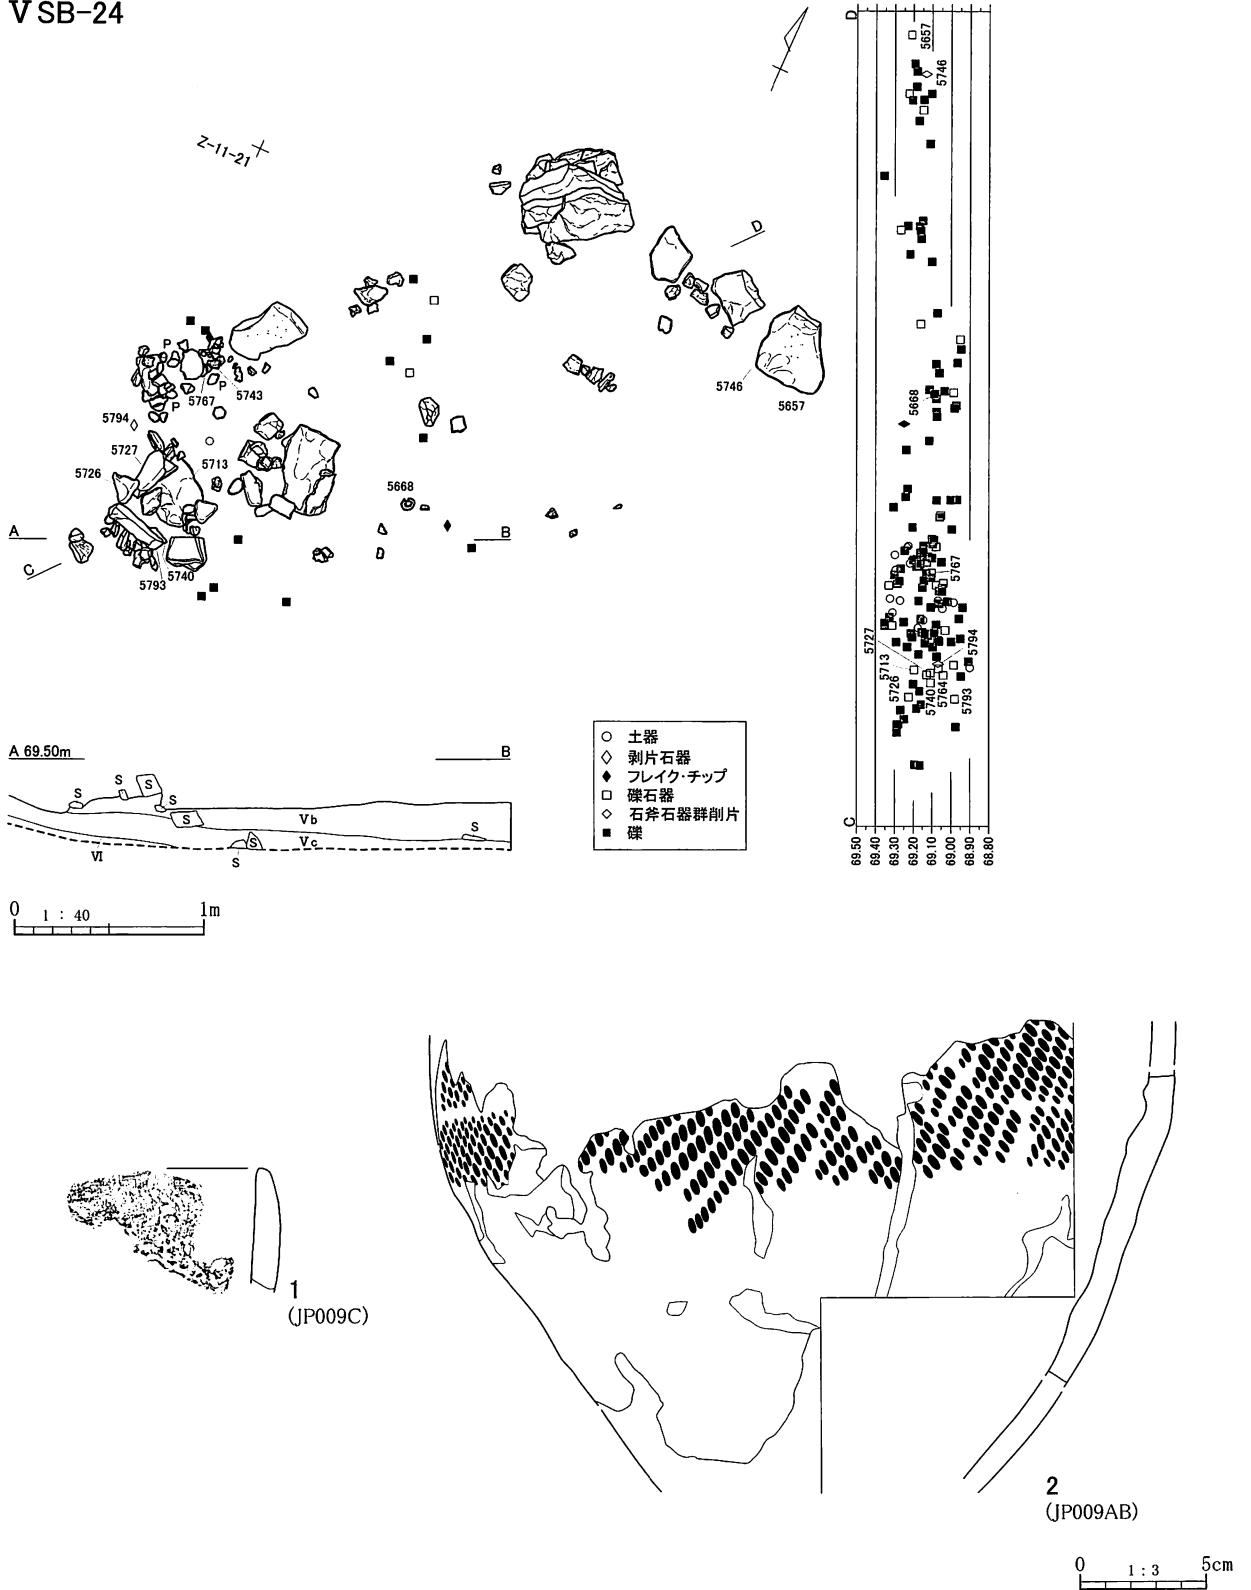 V SB-24
Z-11-21
D
P
P
P
5767
5743
5794
5727
5726
5713
5746
5657
5668
A
B
C
5793
5740
A 69.50m
B
S
S
S
S
S
S
S
S
Vb
Vc
VI
0 1 : 40 1m
土器
剥片石器
フレイク・チップ
礫石器
石斧石器群削片
礫
D
5657
5746
5668
5767
5727
5713
5726
5740
5764
5793
5794
C
69.50
69.40
69.30
69.20
69.10
69.00
68.90
68.80
1
(JP009C)
2
(JP009AB)
0 1 : 3 5cm